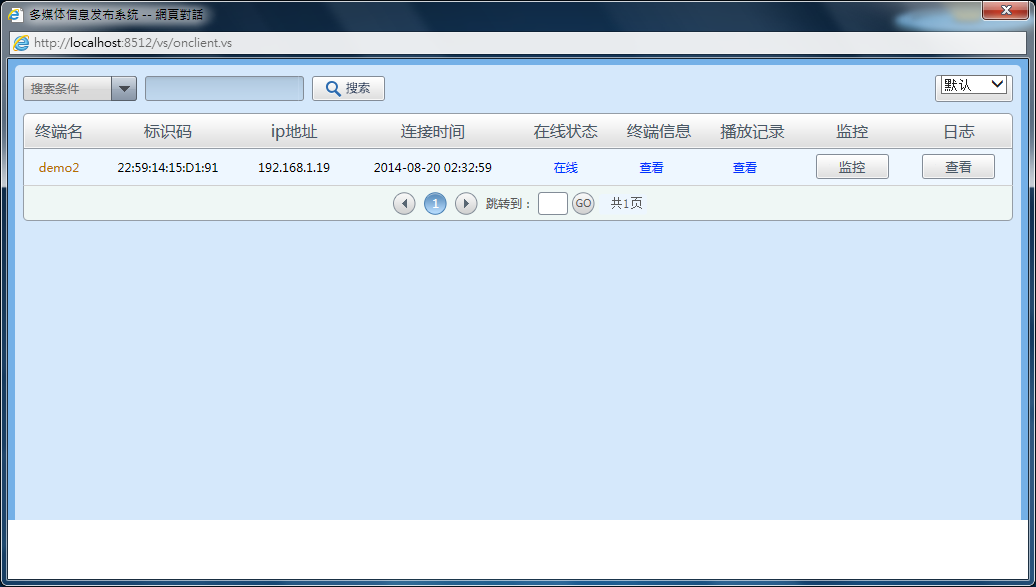 多媒体信息发布系统 -- 網頁對話
http://localhost:8512/vs/onclient.vs
搜索条件 搜索 默认
终端名 标识码 ip地址 连接时间 在线状态 终端信息 播放记录 监控 日志
demo2 22:59:14:15:D1:91 192.168.1.19 2014-08-20 02:32:59 在线 查看 查看 监控 查看
1 跳转到： GO 共1页